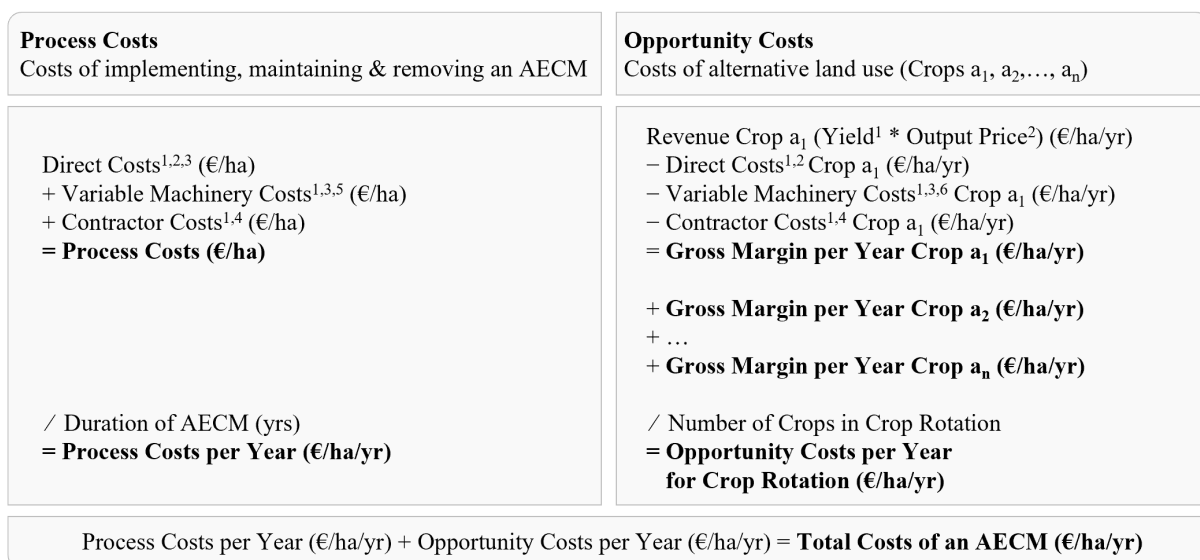 Process Costs
Costs of implementing, maintaining & removing an AECM
Direct Costs¹,²,³ (€/ha)
+ Variable Machinery Costs¹,³,⁵ (€/ha)
+ Contractor Costs¹,⁴ (€/ha)
= Process Costs (€/ha)
/ Duration of AECM (yrs)
= Process Costs per Year (€/ha/yr)
Opportunity Costs
Costs of alternative land use (Crops a₁, a₂,…, aₙ)
Revenue Crop a₁ (Yield¹ * Output Price²) (€/ha/yr)
− Direct Costs¹,² Crop a₁ (€/ha/yr)
− Variable Machinery Costs¹,³,⁶ Crop a₁ (€/ha/yr)
− Contractor Costs¹,⁴ Crop a₁ (€/ha/yr)
= Gross Margin per Year Crop a₁ (€/ha/yr)
+ Gross Margin per Year Crop a₂ (€/ha/yr)
+ …
+ Gross Margin per Year Crop aₙ (€/ha/yr)
/ Number of Crops in Crop Rotation
= Opportunity Costs per Year
for Crop Rotation (€/ha/yr)
Process Costs per Year (€/ha/yr) + Opportunity Costs per Year (€/ha/yr) = Total Costs of an AECM (€/ha/yr)